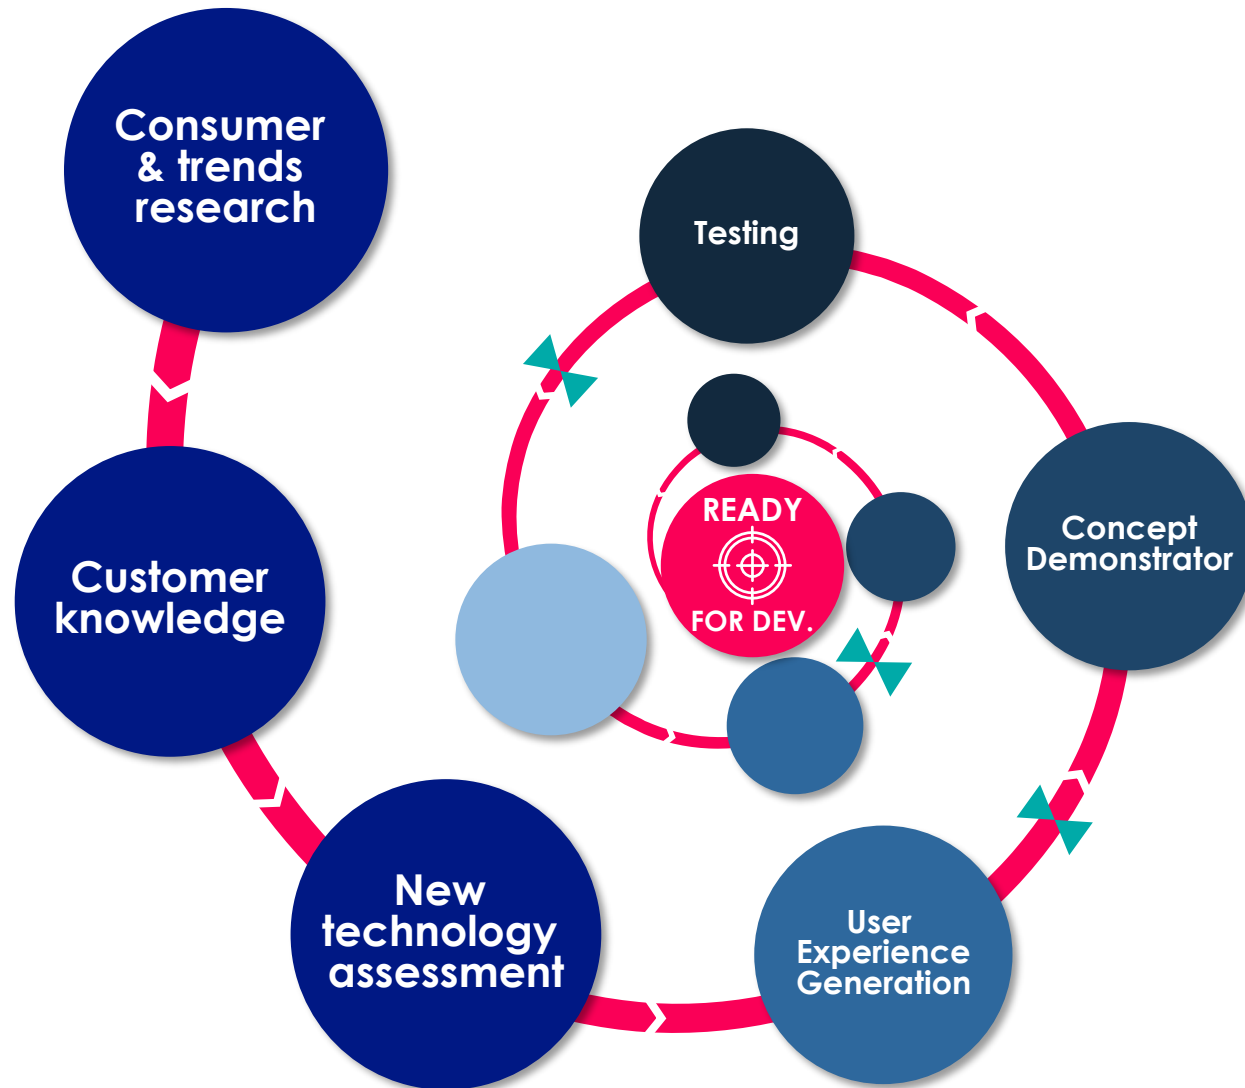 Consumer
& trends
research
Customer
knowledge
New
technology
assessment
User
Experience
Generation
Concept
Demonstrator
Testing
READY
FOR DEV.